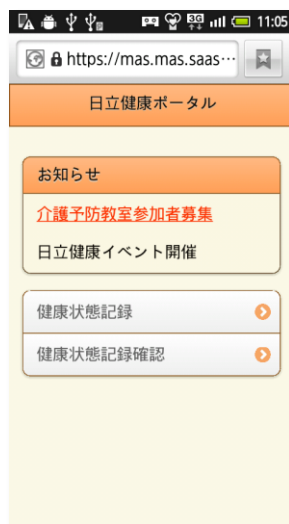 3G
11:05
https://mas.mas.saas…
日立健康ポータル
お知らせ
介護予防教室参加者募集
日立健康イベント開催
健康状態記録
健康状態記録確認